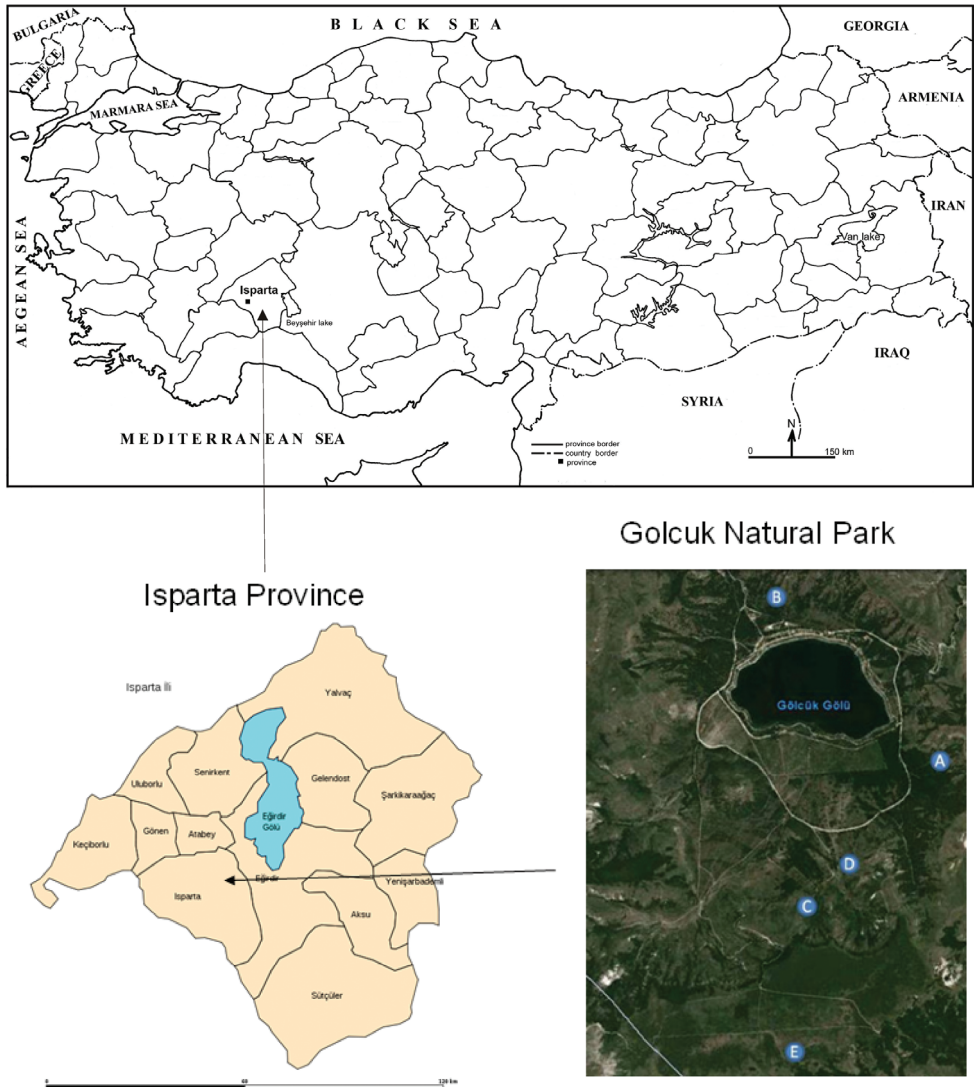 BLACK SEA
BULGARIA
GREECE
GEORGIA
MARMARA SEA
ARMENIA
IRAN
Van lake
AEGEAN SEA
Isparta
Beyşehir lake
IRAQ
SYRIA
MEDITERRANEAN SEA
province border
country border
province
N
0 150 km
Golcuk Natural Park
Isparta Province
B
Isparta İli
Yalvaç
Gölcük Gölü
A
Senirkent
Gelendost
Uluborlu
Şarkikaraağaç
Eğirdir
Gölü
Gönen
Atabey
Keçiborlu
D
Eğirdir
Yenişarbademli
Isparta
C
Aksu
Sütçüler
E
0 60 120 km